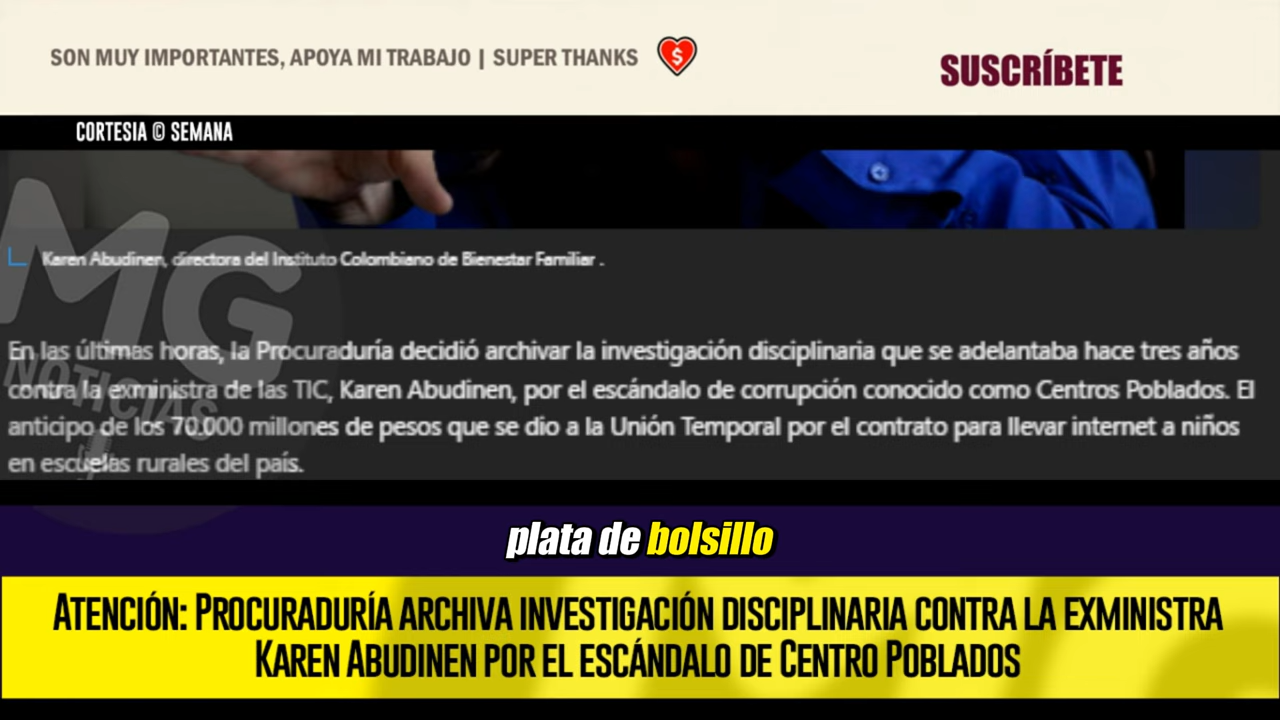 SON MUY IMPORTANTES, APOYA MI TRABAJO | SUPER THANKS
SUSCRÍBETE
CORTESIA © SEMANA
Karen Abudinen, directora del Instituto Colombiano de Bienestar Familiar .
En las últimas horas, la Procuraduría decidió archivar la investigación disciplinaria que se adelantaba hace tres años
contra la exministra de las TIC, Karen Abudinen, por el escándalo de corrupción conocido como Centros Poblados. El
anticipo de los 70.000 millones de pesos que se dio a la Unión Temporal por el contrato para llevar internet a niños
en escuelas rurales del país.
MG
NOTICIAS
plata de bolsillo
ATENCIÓN: PROCURADURÍA ARCHIVA INVESTIGACIÓN DISCIPLINARIA CONTRA LA EXMINISTRA
KAREN ABUDINEN POR EL ESCÁNDALO DE CENTRO POBLADOS